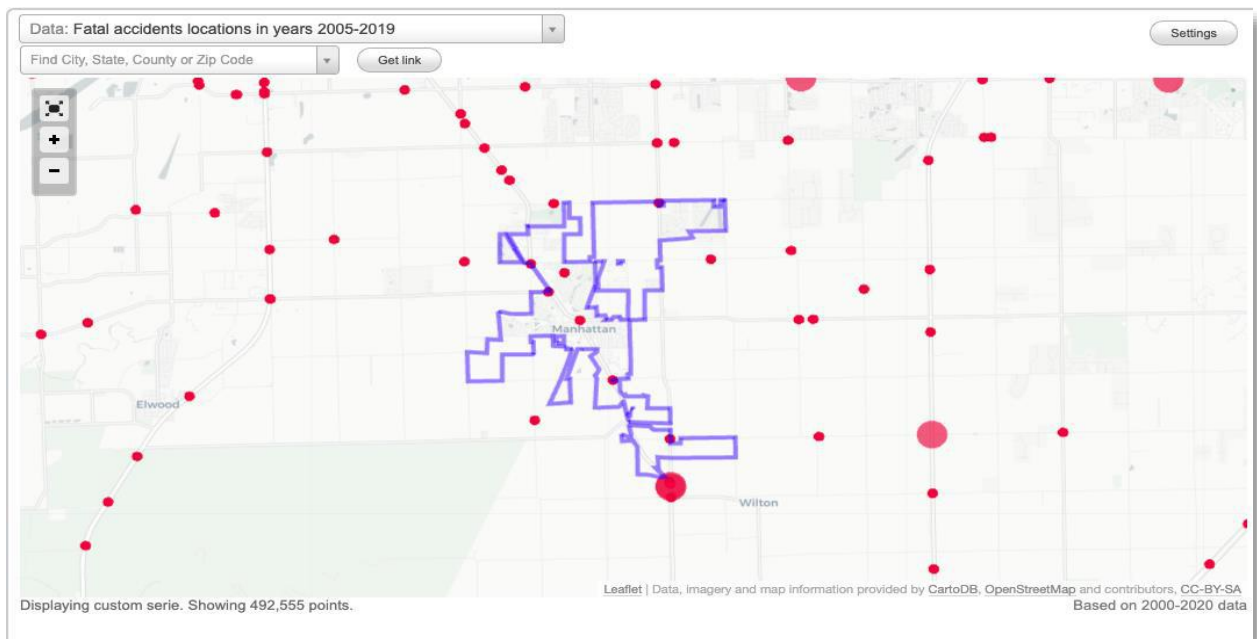 Data: Fatal accidents locations in years 2005-2019
Settings
Find City, State, County or Zip Code
Get link
+
−
Manhattan
Elwood
Wilton
Leaflet | Data, imagery and map information provided by CartoDB, OpenStreetMap and contributors, CC-BY-SA
Displaying custom serie. Showing 492,555 points.
Based on 2000-2020 data